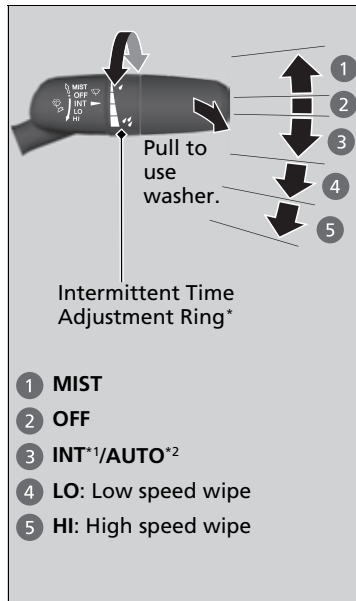 MIST
OFF
INT
LO
HI
1
2
3
4
5
Pull to
use
washer.
Intermittent Time
Adjustment Ring*
1 MIST
2 OFF
3 INT*1/AUTO*2
4 LO: Low speed wipe
5 HI: High speed wipe